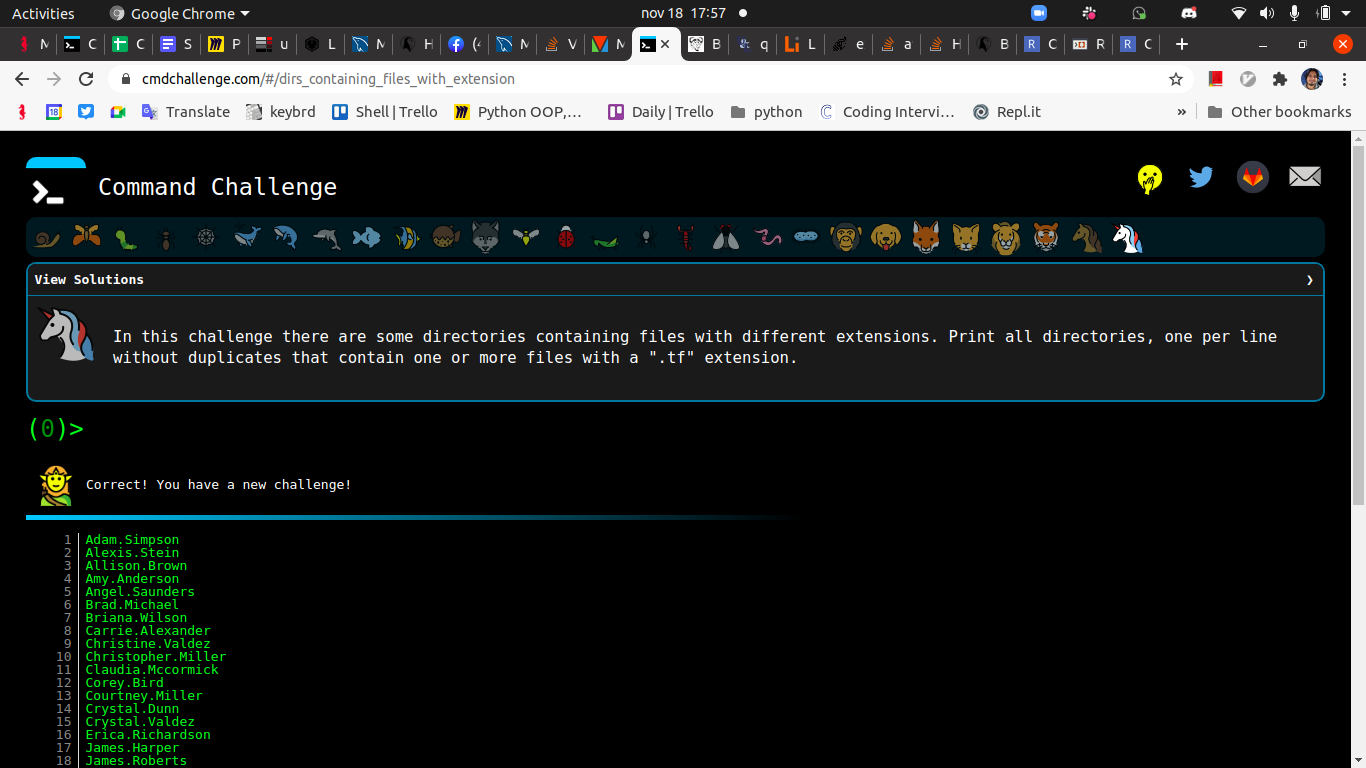 Activities Google Chrome nov 18 17:57
M C C S P u L M H (4 M V M B q L e a H B C R C
cmdchallenge.com/#/dirs_containing_files_with_extension
18 Translate keybrd Shell | Trello Python OOP,... Daily | Trello python Coding Intervi... Repl.it » Other bookmarks
Command Challenge
View Solutions ❯
In this challenge there are some directories containing files with different extensions. Print all directories, one per line
without duplicates that contain one or more files with a ".tf" extension.
(0)>
Correct! You have a new challenge!
1 Adam.Simpson
2 Alexis.Stein
3 Allison.Brown
4 Amy.Anderson
5 Angel.Saunders
6 Brad.Michael
7 Briana.Wilson
8 Carrie.Alexander
9 Christine.Valdez
10 Christopher.Miller
11 Claudia.Mccormick
12 Corey.Bird
13 Courtney.Miller
14 Crystal.Dunn
15 Crystal.Valdez
16 Erica.Richardson
17 James.Harper
18 James.Roberts